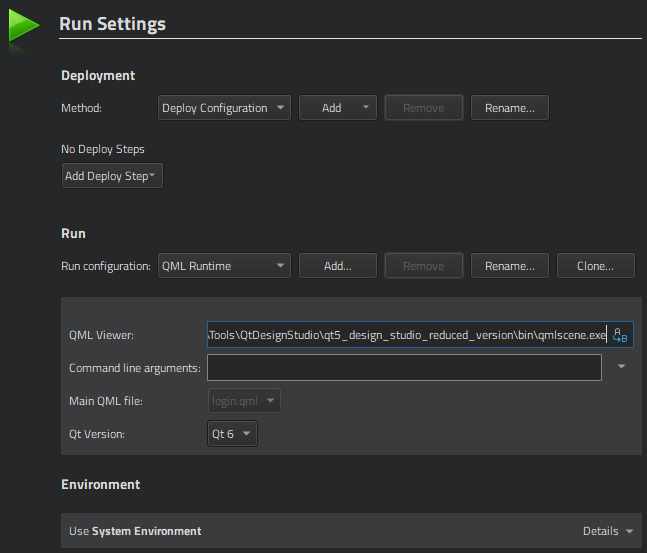 Run Settings
Deployment
Method: Deploy Configuration Add Remove Rename...
No Deploy Steps
Add Deploy Step
Run
Run configuration: QML Runtime Add... Remove Rename... Clone...
QML Viewer: \Tools\QtDesignStudio\qt5_design_studio_reduced_version\bin\qmlscene.exe A B
Command line arguments:
Main QML file: login.qml
Qt Version: Qt 6
Environment
Use System Environment Details